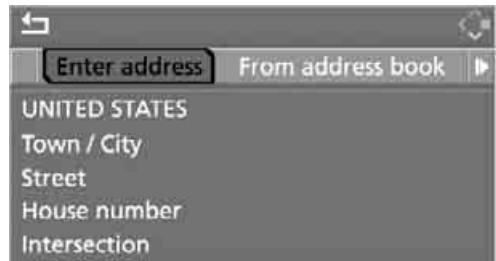 Enter address From address book
UNITED STATES
Town / City
Street
House number
Intersection